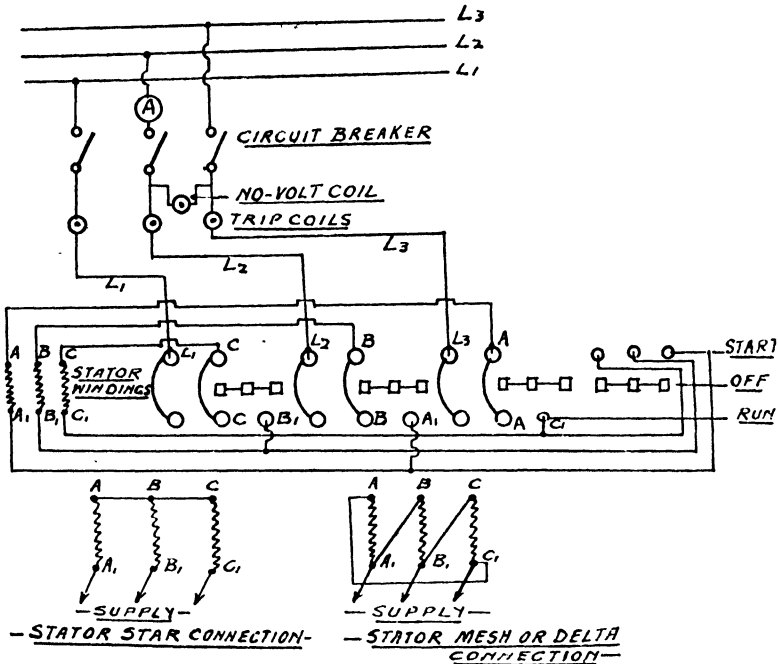 L3
L2
L1
A
CIRCUIT BREAKER
NO-VOLT COIL
TRIP COILS
L3
L2
L1
A B C
STATOR
WINDINGS
L1 C L2 B L3 A
START
OFF
RUN
A1 B1 C1
C B1 B A1 A C1
A B C
A1 B1 C1
-SUPPLY-
-STATOR STAR CONNECTION-
A B C
A1 B1 C1
-SUPPLY-
-STATOR MESH OR DELTA
CONNECTION-